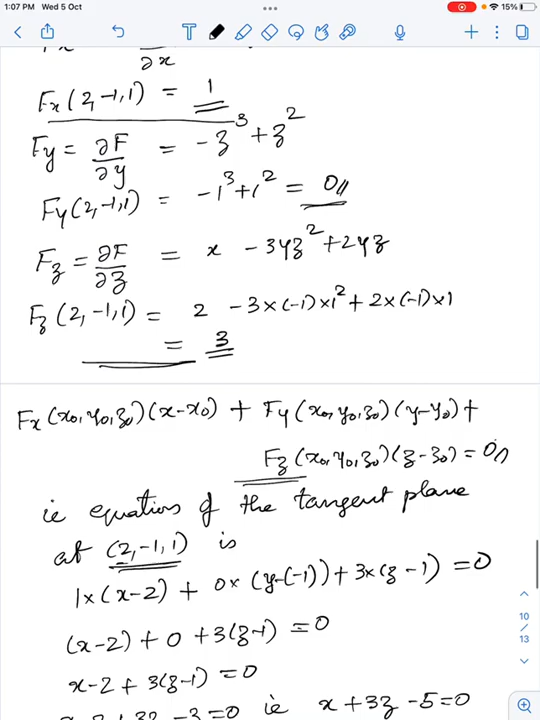 1:07 PM Wed 5 Oct
15%
∂x
Fx(2,-1,1) = 1
Fy = ∂F/∂y = -z³ + z²
Fy(2,-1,1) = -1³ + 1² = 0
Fz = ∂F/∂z = x - 3yz² + 2yz
Fz(2,-1,1) = 2 - 3×(-1)×1² + 2×(-1)×1
= 3
Fx(x0,y0,z0)(x-x0) + Fy(x0,y0,z0)(y-y0) +
Fz(x0,y0,z0)(z-z0) = 0
ie equation of the tangent plane
at (2,-1,1) is
1×(x-2) + 0×(y-(-1)) + 3×(z-1) = 0
(x-2) + 0 + 3(z-1) = 0
x-2 + 3(z-1) = 0
x-2+3z-3=0 ie x+3z-5=0
10
/
13